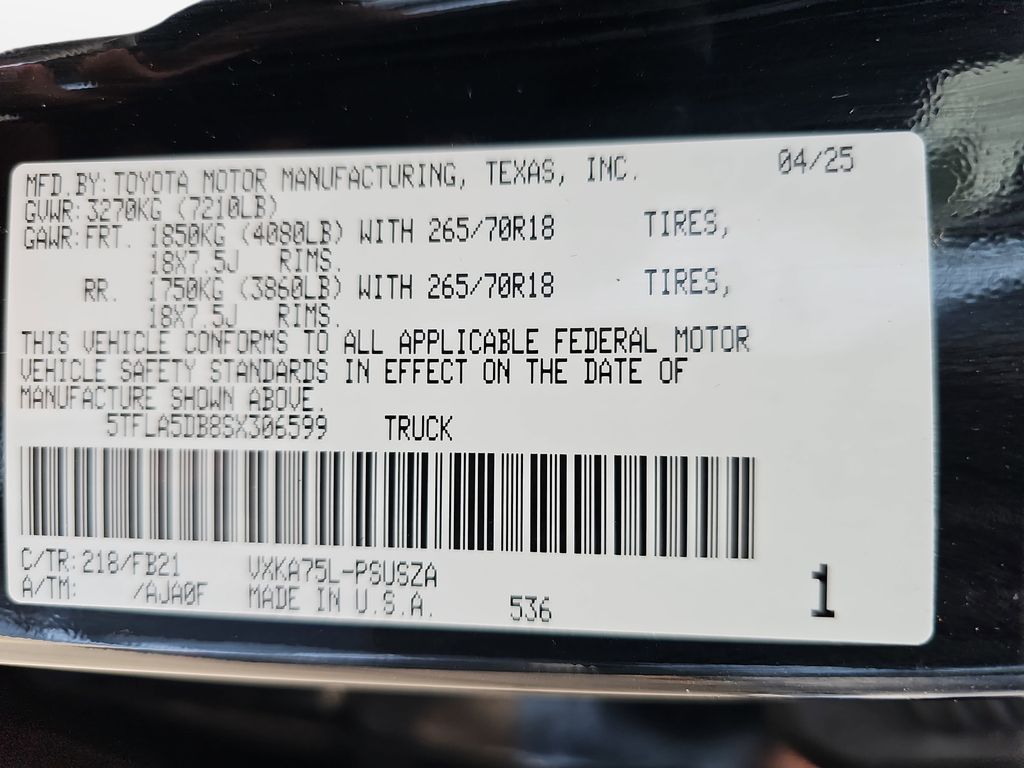 MFD.BY: TOYOTA MOTOR MANUFACTURING, TEXAS, INC. 04/25
GVWR: 3270KG (7210LB)
GAWR: FRT. 1850KG (4080LB) WITH 265/70R18 TIRES,
18X7.5J RIMS.
RR. 1750KG (3860LB) WITH 265/70R18 TIRES,
18X7.5J RIMS.
THIS VEHICLE CONFORMS TO ALL APPLICABLE FEDERAL MOTOR
VEHICLE SAFETY STANDARDS IN EFFECT ON THE DATE OF
MANUFACTURE SHOWN ABOVE.
5TFLA5DB8SX306599 TRUCK
C/TR: 218/FB21 VXKA75L-PSUSZA
A/TM: /AJA0F MADE IN U.S.A. 536 1